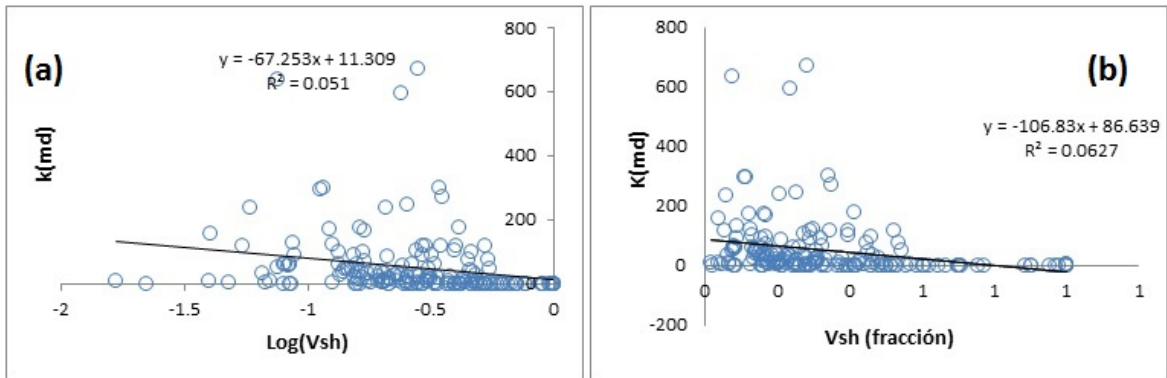 (a)
y = -67.253x + 11.309
R² = 0.051
800
600
400
200
0
k(md)
-2
-1.5
-1
-0.5
0
Log(Vsh)
(b)
y = -106.83x + 86.639
R² = 0.0627
800
600
400
200
0
-200
K(md)
0
0
0
1
1
1
1
Vsh (fracción)